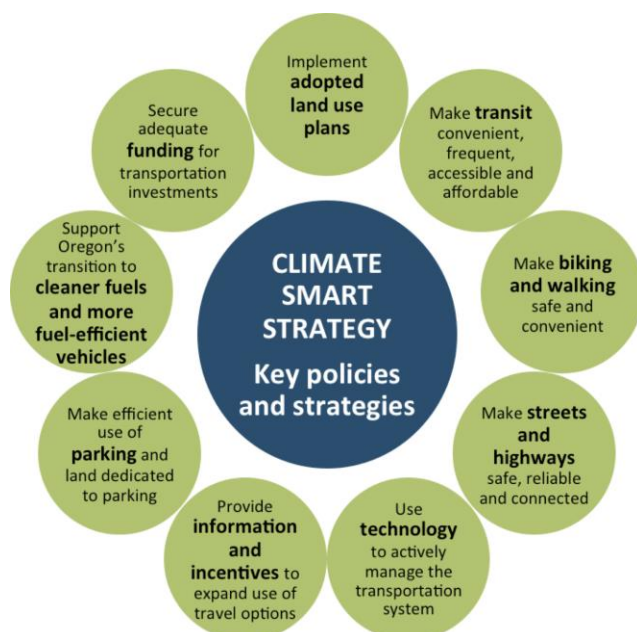 CLIMATE
SMART
STRATEGY
Key policies
and strategies
Implement
adopted
land use
plans
Make transit
convenient,
frequent,
accessible and
affordable
Make biking
and walking
safe and
convenient
Make streets
and
highways
safe, reliable
and connected
Use
technology
to actively
manage the
transportation
system
Provide
information
and
incentives to
expand use of
travel options
Make efficient
use of
parking and
land dedicated
to parking
Support
Oregon's
transition to
cleaner fuels
and more
fuel-efficient
vehicles
Secure
adequate
funding for
transportation
investments